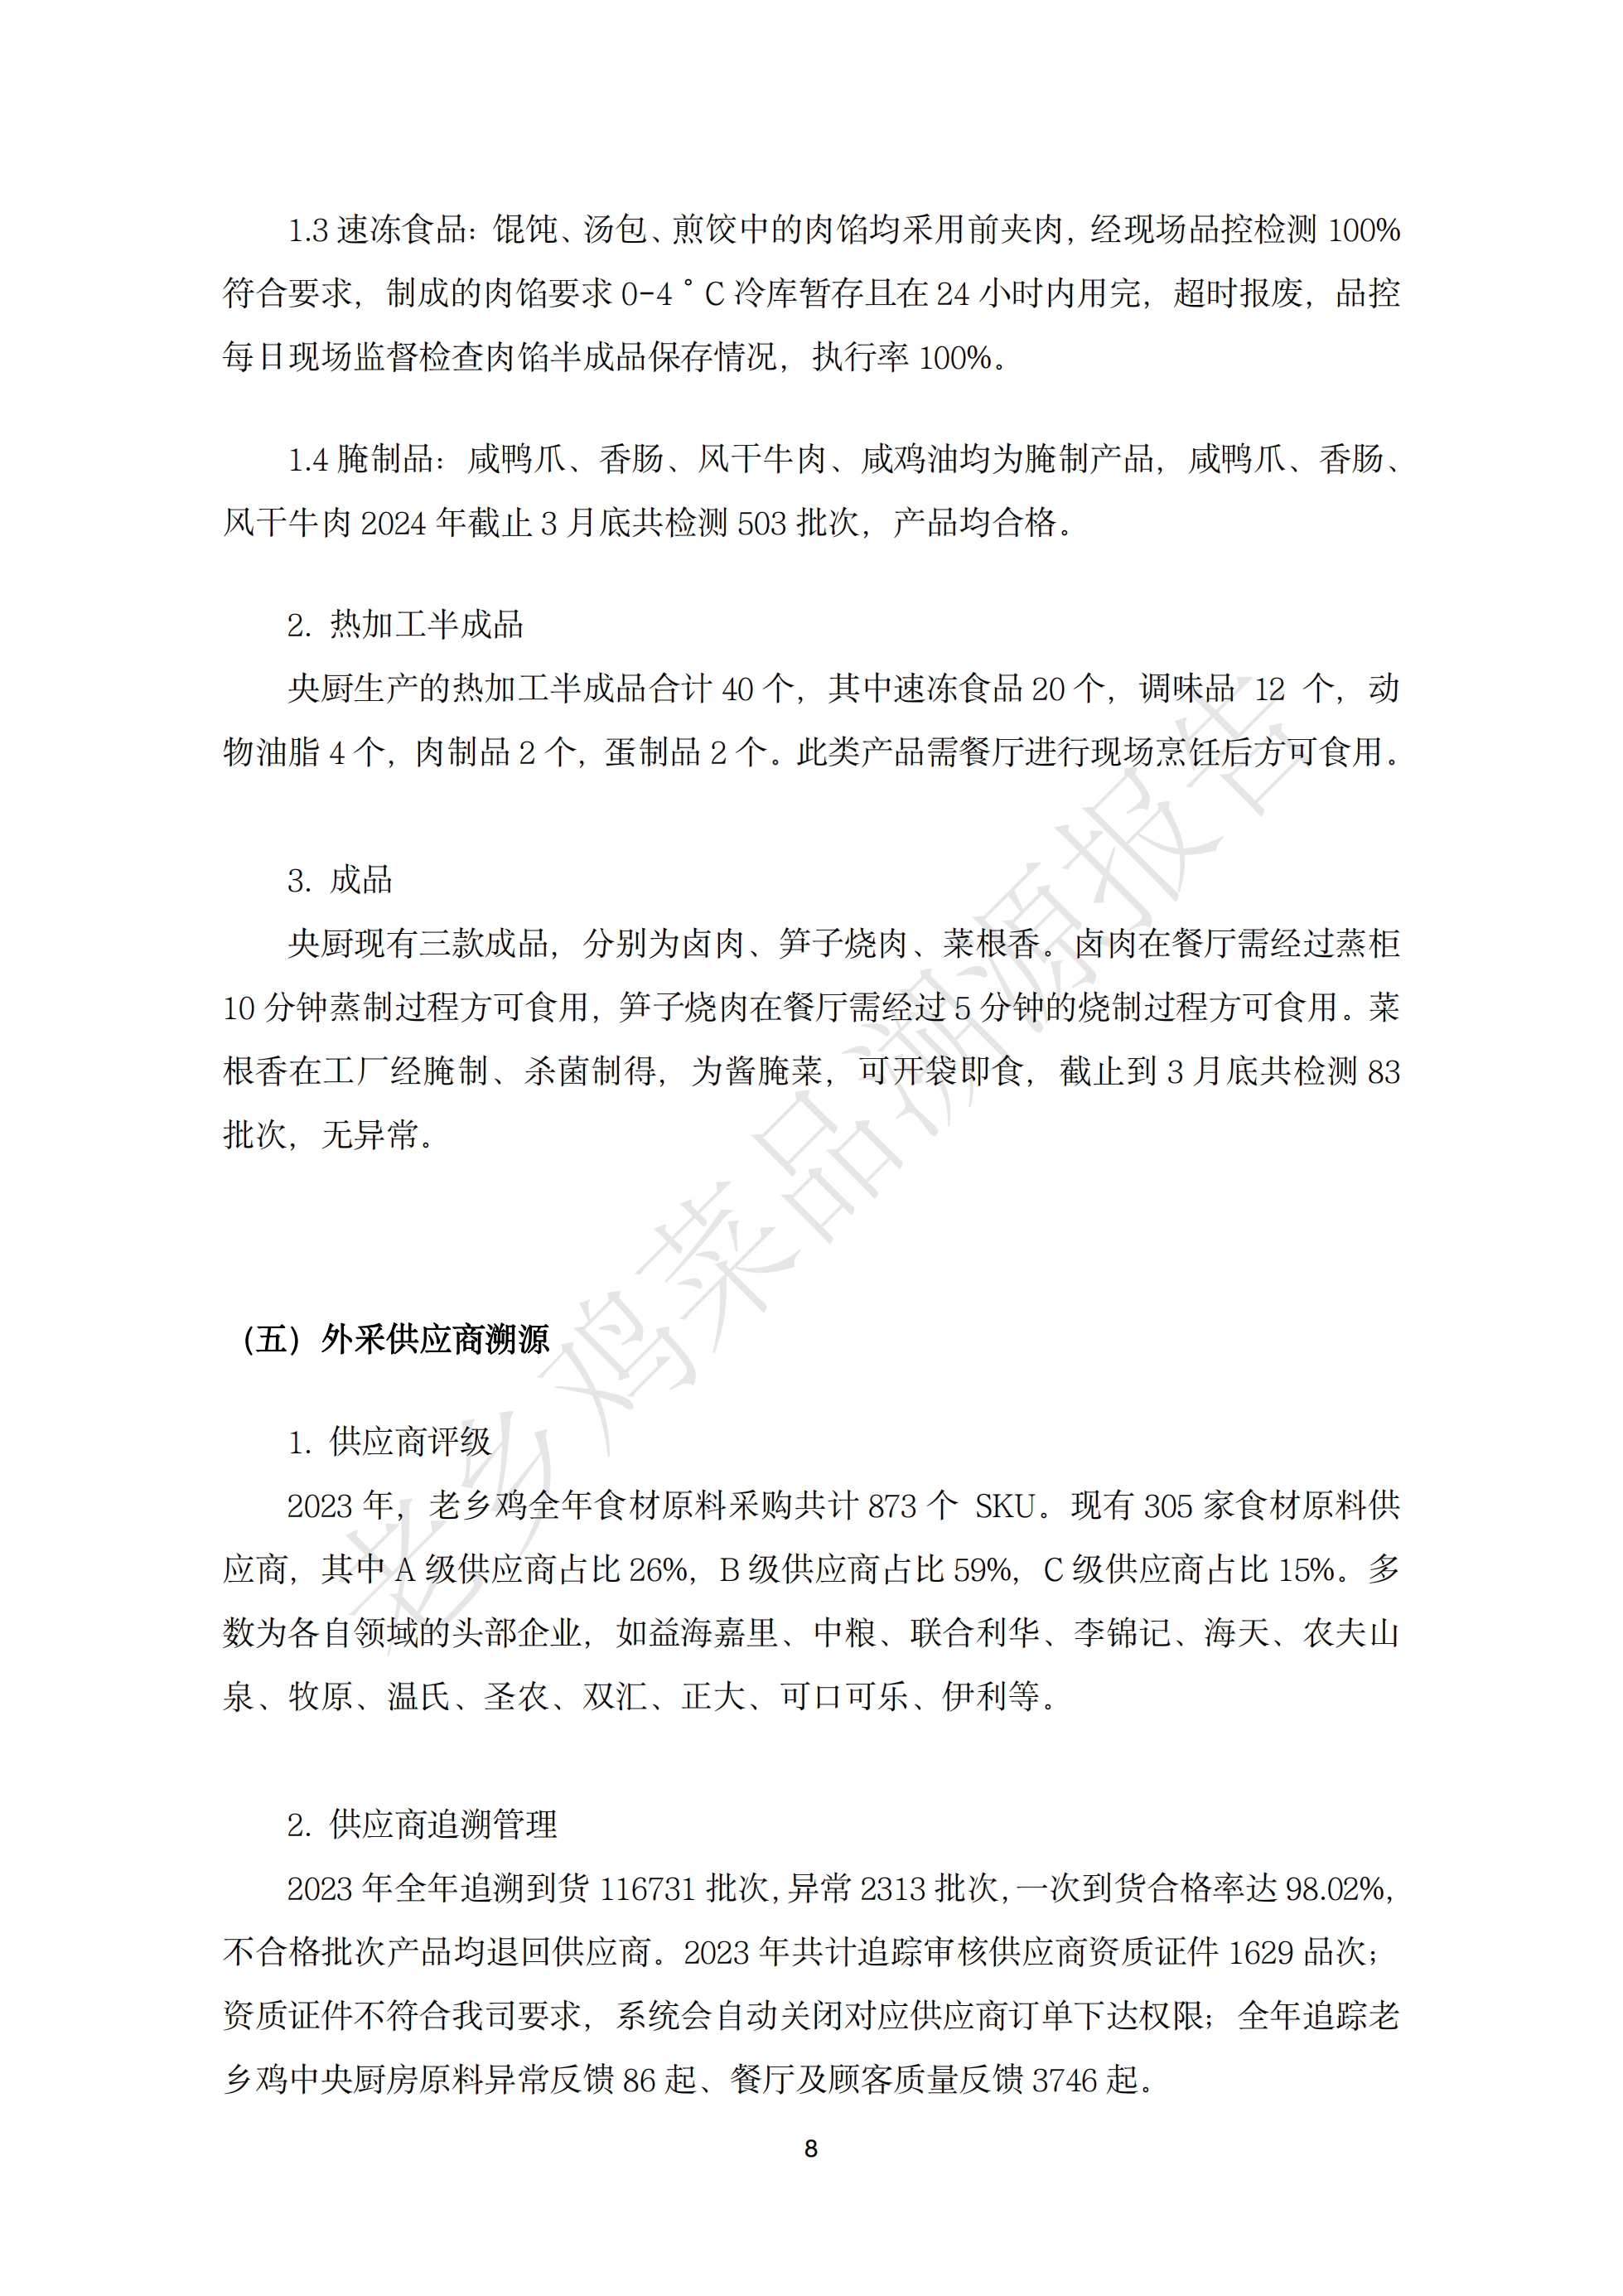 1.3 速冻食品：馄饨、汤包、煎饺中的肉馅均采用前夹肉，经现场品控检测 100%
符合要求，制成的肉馅要求 0-4 ° C 冷库暂存且在 24 小时内用完，超时报废，品控
每日现场监督检查肉馅半成品保存情况，执行率 100%。
1.4 腌制品：咸鸭爪、香肠、风干牛肉、咸鸡油均为腌制产品，咸鸭爪、香肠、
风干牛肉 2024 年截止 3 月底共检测 503 批次，产品均合格。
2. 热加工半成品
央厨生产的热加工半成品合计 40 个，其中速冻食品 20 个，调味品 12 个，动
物油脂 4 个，肉制品 2 个，蛋制品 2 个。此类产品需餐厅进行现场烹饪后方可食用。
3. 成品
央厨现有三款成品，分别为卤肉、笋子烧肉、菜根香。卤肉在餐厅需经过蒸柜
10 分钟蒸制过程方可食用，笋子烧肉在餐厅需经过 5 分钟的烧制过程方可食用。菜
根香在工厂经腌制、杀菌制得，为酱腌菜，可开袋即食，截止到 3 月底共检测 83
批次，无异常。
（五）外采供应商溯源
1. 供应商评级
2023 年，老乡鸡全年食材原料采购共计 873 个 SKU。现有 305 家食材原料供
应商，其中 A 级供应商占比 26%，B 级供应商占比 59%，C 级供应商占比 15%。多
数为各自领域的头部企业，如益海嘉里、中粮、联合利华、李锦记、海天、农夫山
泉、牧原、温氏、圣农、双汇、正大、可口可乐、伊利等。
2. 供应商追溯管理
2023 年全年追溯到货 116731 批次，异常 2313 批次，一次到货合格率达 98.02%，
不合格批次产品均退回供应商。2023 年共计追踪审核供应商资质证件 1629 品次；
资质证件不符合我司要求，系统会自动关闭对应供应商订单下达权限；全年追踪老
乡鸡中央厨房原料异常反馈 86 起、餐厅及顾客质量反馈 3746 起。
8
老乡鸡菜品溯源报告